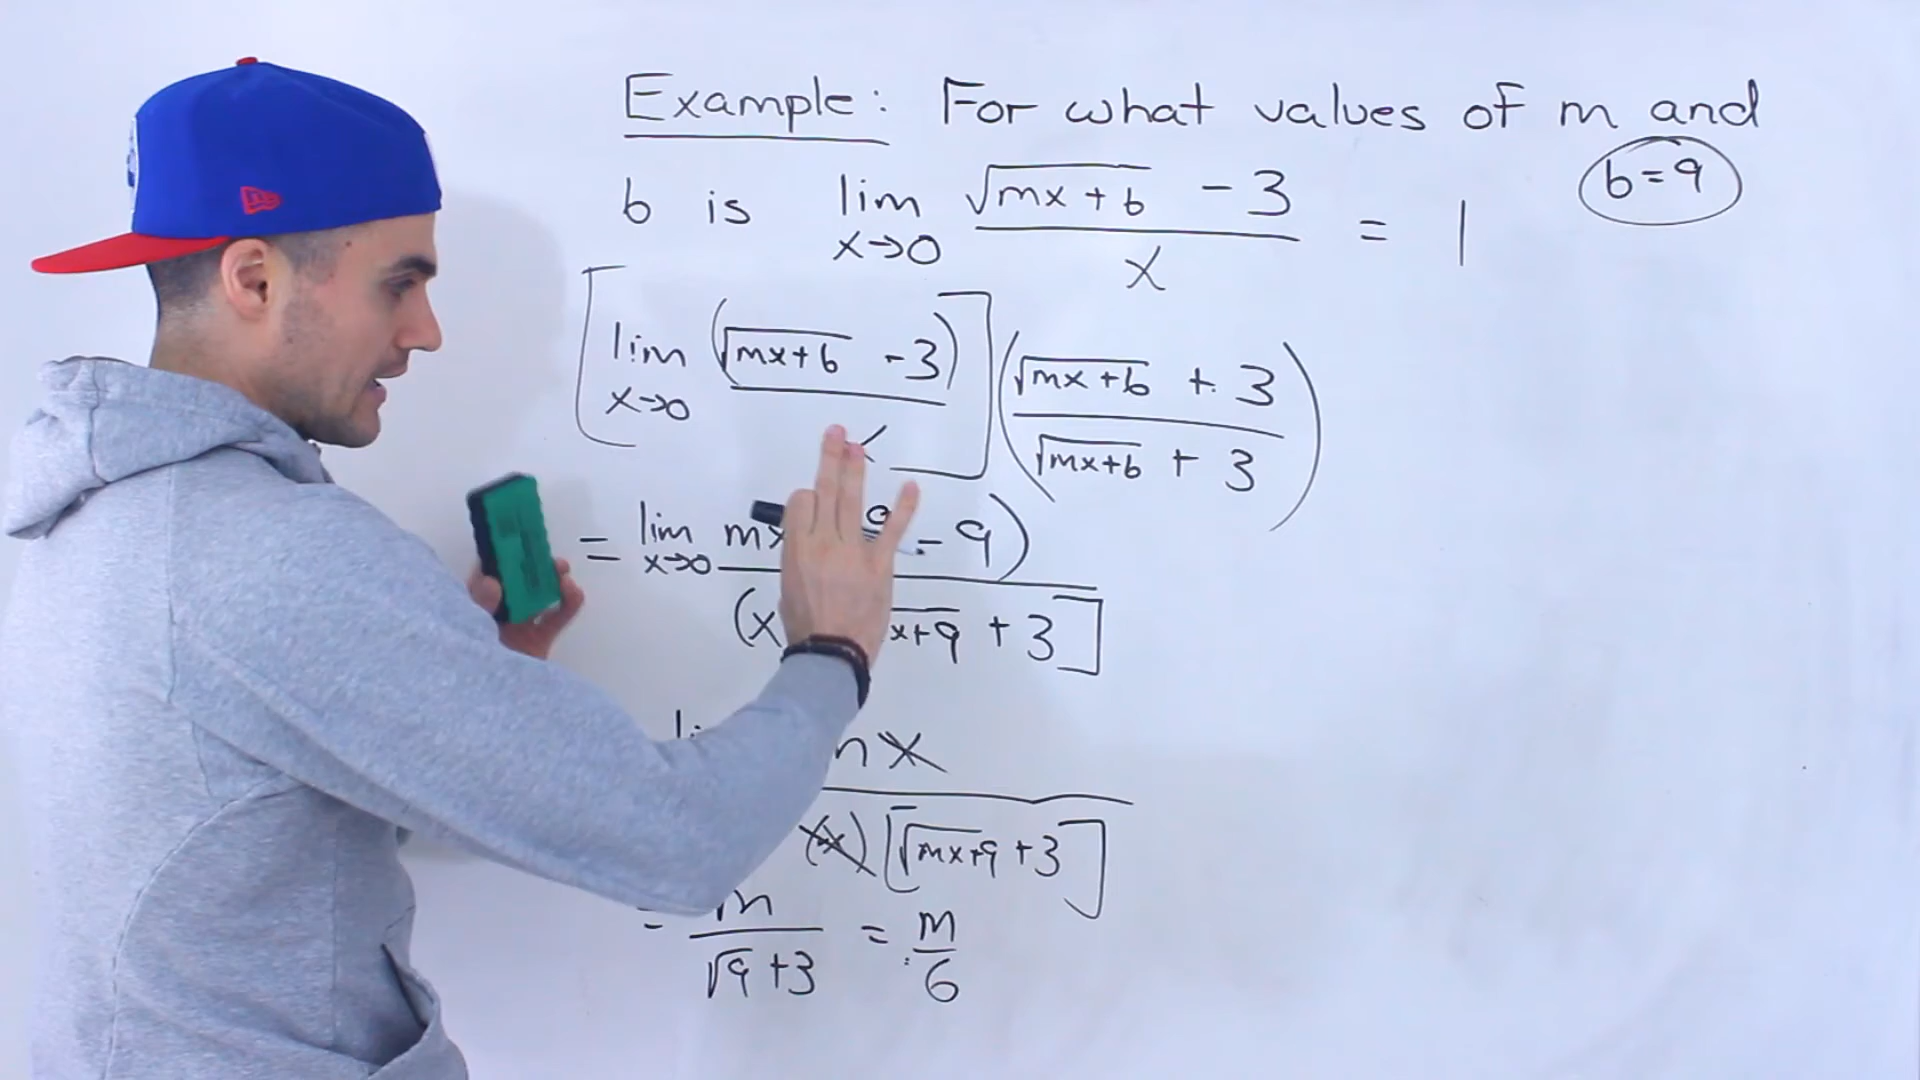 Example: For what values of m and
b is lim x→0 √(mx+b) - 3 / x = 1
b=9
[lim x→0 (√(mx+b) - 3) / x] (√(mx+b) + 3 / √(mx+b) + 3)
= lim x→0 mx 9 - 9) / (x x+9 + 3]
x / (x)[√(mx+9) + 3]
= m / √9 + 3 = m / 6